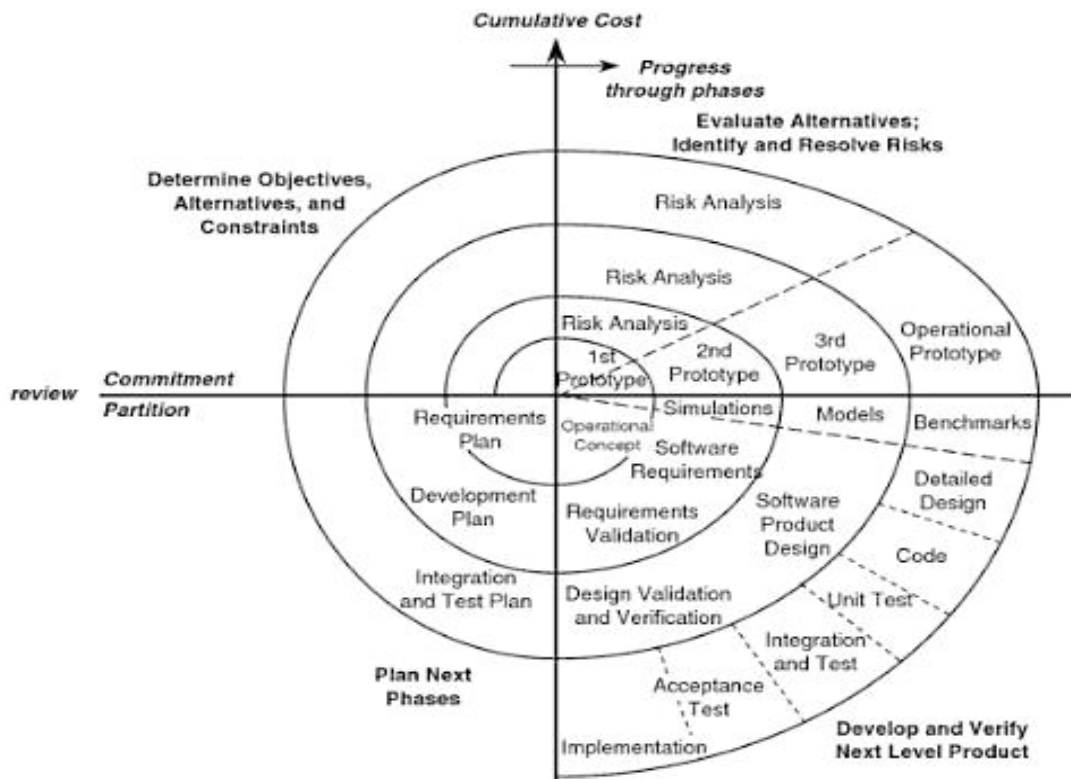 Cumulative Cost
Progress
through phases
Evaluate Alternatives;
Identify and Resolve Risks
Determine Objectives,
Alternatives, and
Constraints
Risk Analysis
Risk Analysis
Risk Analysis
1st
Prototype
2nd
Prototype
3rd
Prototype
Operational
Prototype
review
Commitment
Partition
Requirements
Plan
Operational
Concept
Simulations
Models
Benchmarks
Software
Requirements
Detailed
Design
Development
Plan
Requirements
Validation
Software
Product
Design
Code
Integration
and Test Plan
Design Validation
and Verification
Unit Test
Integration
and Test
Plan Next
Phases
Acceptance
Test
Implementation
Develop and Verify
Next Level Product